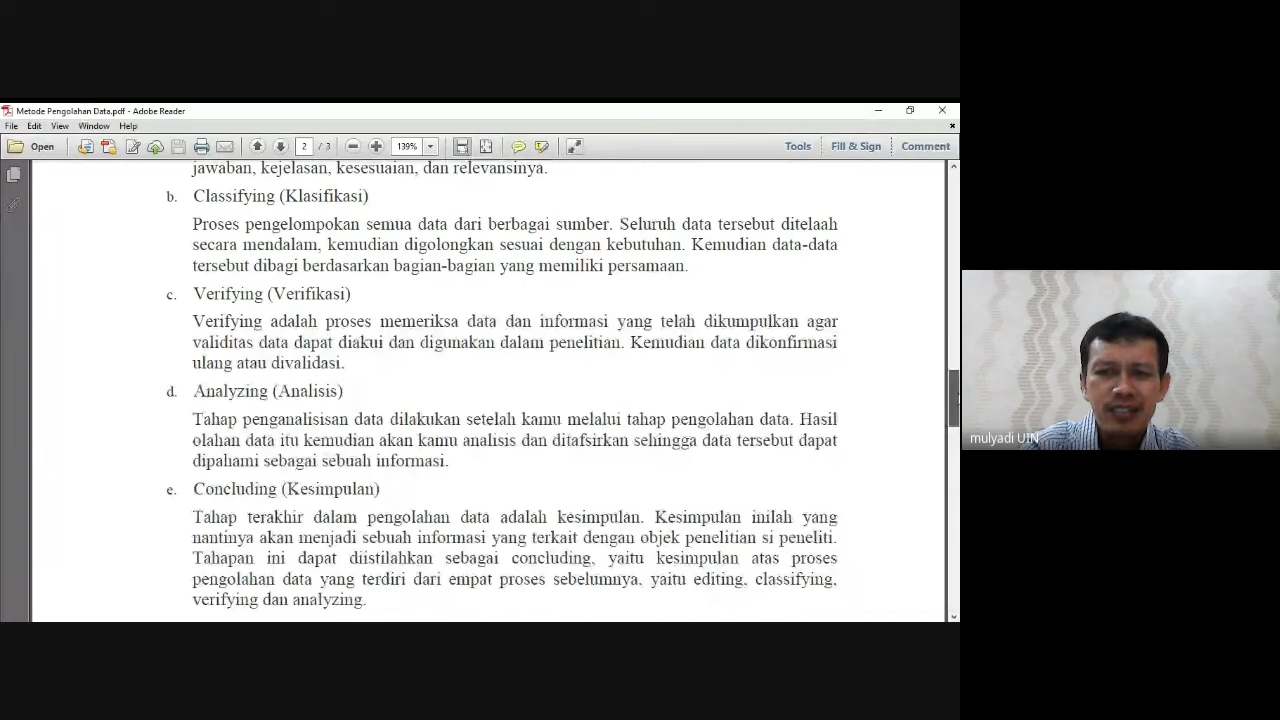 Metode Pengolahan Data.pdf - Adobe Reader
File Edit View Window Help
Open 2 / 3 139% Tools Fill & Sign Comment
jawaban, kejelasan, kesesuaian, dan relevansinya.
b. Classifying (Klasifikasi)
Proses pengelompokan semua data dari berbagai sumber. Seluruh data tersebut ditelaah
secara mendalam, kemudian digolongkan sesuai dengan kebutuhan. Kemudian data-data
tersebut dibagi berdasarkan bagian-bagian yang memiliki persamaan.
c. Verifying (Verifikasi)
Verifying adalah proses memeriksa data dan informasi yang telah dikumpulkan agar
validitas data dapat diakui dan digunakan dalam penelitian. Kemudian data dikonfirmasi
ulang atau divalidasi.
d. Analyzing (Analisis)
Tahap penganalisisan data dilakukan setelah kamu melalui tahap pengolahan data. Hasil
olahan data itu kemudian akan kamu analisis dan ditafsirkan sehingga data tersebut dapat
dipahami sebagai sebuah informasi.
e. Concluding (Kesimpulan)
Tahap terakhir dalam pengolahan data adalah kesimpulan. Kesimpulan inilah yang
nantinya akan menjadi sebuah informasi yang terkait dengan objek penelitian si peneliti.
Tahapan ini dapat diistilahkan sebagai concluding, yaitu kesimpulan atas proses
pengolahan data yang terdiri dari empat proses sebelumnya, yaitu editing, classifying,
verifying dan analyzing.
mulyadi UIN